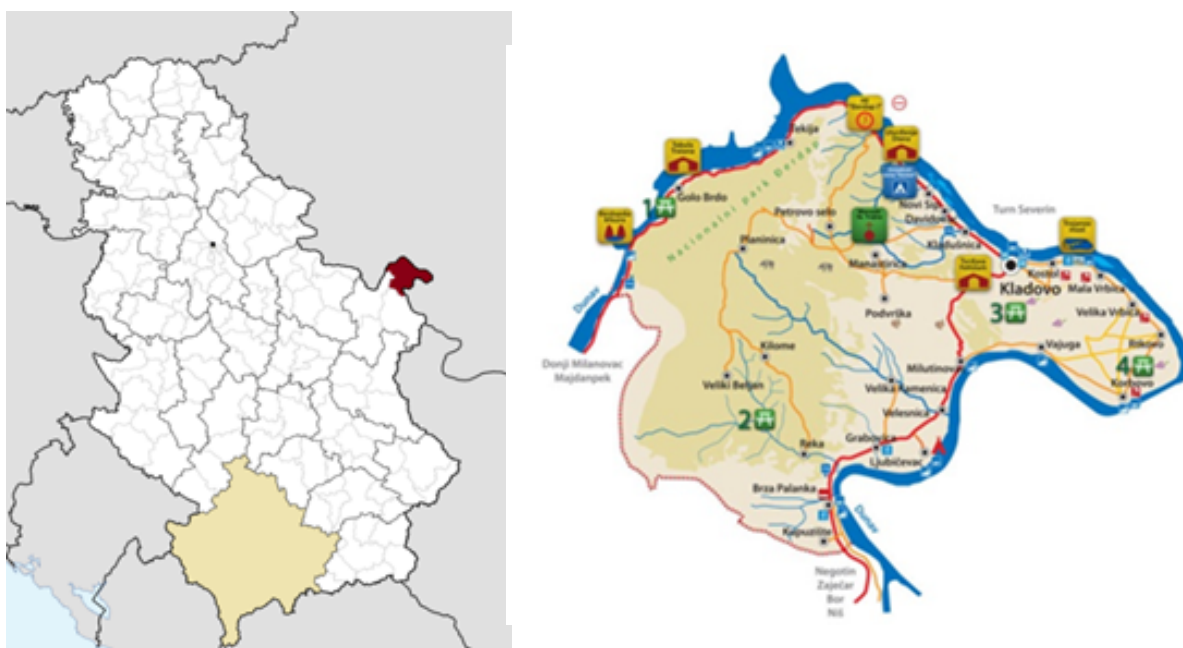 Tekija
Golo Brdo
1
Nacionalni park Đerdap
Novi Sip
Petrovo selo
Davidovac
Turn Severin
Kladušnica
Planinica
Manastirica
Kostol
Kladovo
Mala Vrbica
Velika Vrbica
Dunav
Podvrška
3
Rtkovo
Vajuga
Kilome
Donji Milanovac
Majdanpek
Milutinovac
4
Veliki Beljan
Velika Kamenica
Korbovo
Velesnica
2
Grabovica
Reka
Ljubičevac
Brza Palanka
Dunav
Kupuzište
Negotin
Zaječar
Bor
Niš